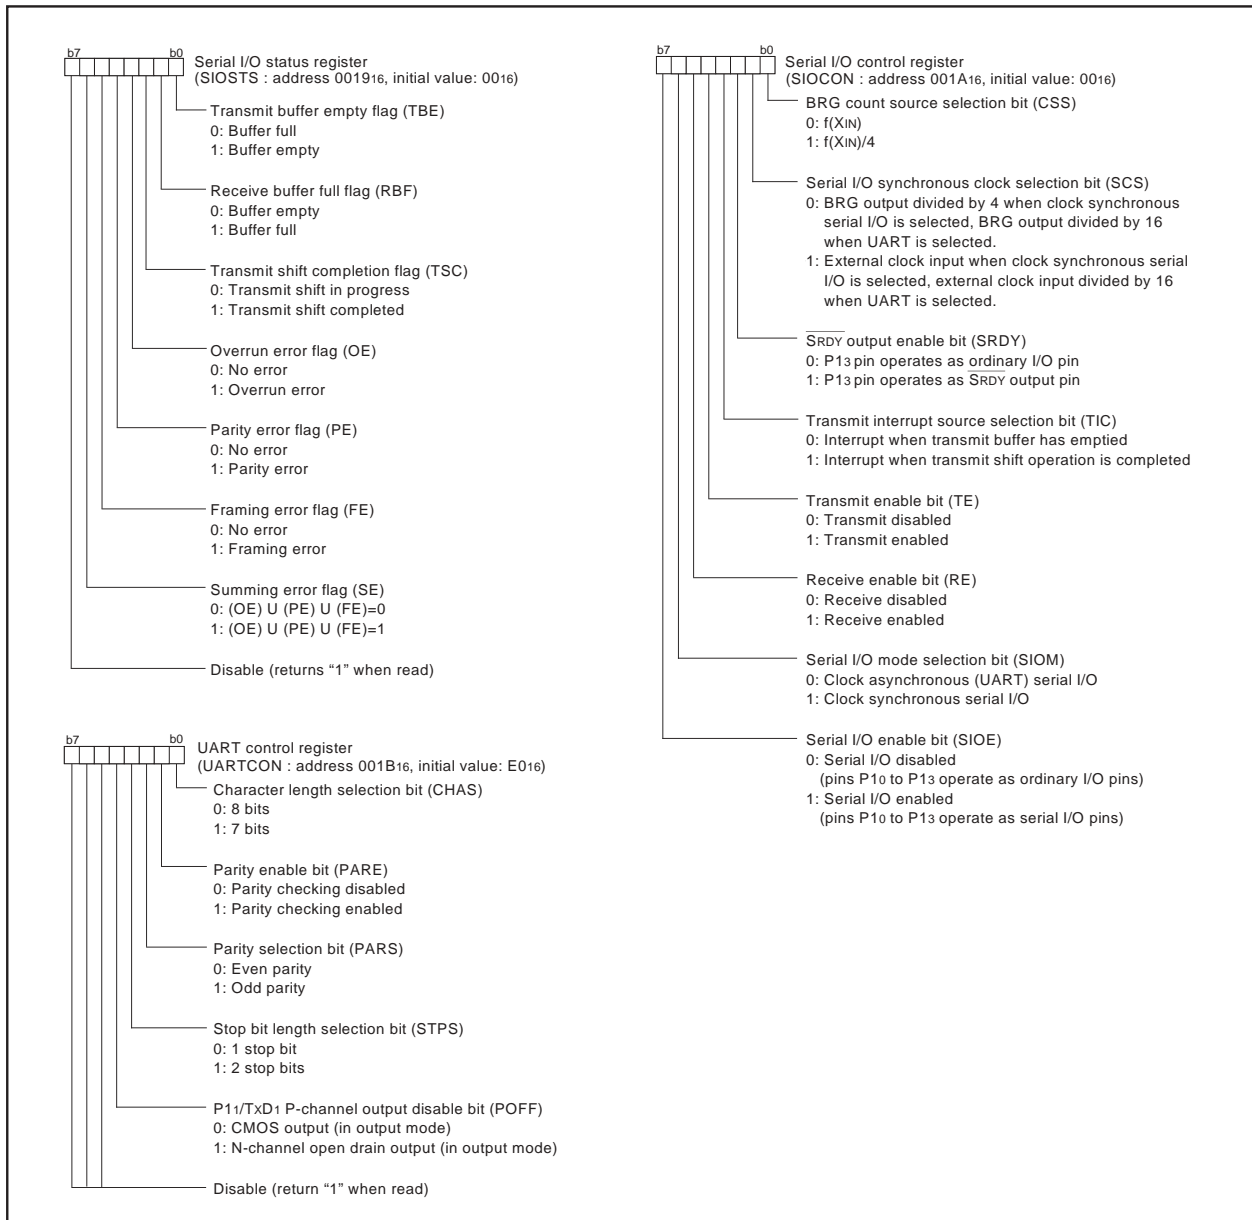 b7 b0
Serial I/O status register
(SIOSTS : address 001916, initial value: 0016)
Transmit buffer empty flag (TBE)
0: Buffer full
1: Buffer empty
Receive buffer full flag (RBF)
0: Buffer empty
1: Buffer full
Transmit shift completion flag (TSC)
0: Transmit shift in progress
1: Transmit shift completed
Overrun error flag (OE)
0: No error
1: Overrun error
Parity error flag (PE)
0: No error
1: Parity error
Framing error flag (FE)
0: No error
1: Framing error
Summing error flag (SE)
0: (OE) U (PE) U (FE)=0
1: (OE) U (PE) U (FE)=1
Disable (returns “1” when read)
b7 b0
UART control register
(UARTCON : address 001B16, initial value: E016)
Character length selection bit (CHAS)
0: 8 bits
1: 7 bits
Parity enable bit (PARE)
0: Parity checking disabled
1: Parity checking enabled
Parity selection bit (PARS)
0: Even parity
1: Odd parity
Stop bit length selection bit (STPS)
0: 1 stop bit
1: 2 stop bits
P11/TXD1 P-channel output disable bit (POFF)
0: CMOS output (in output mode)
1: N-channel open drain output (in output mode)
Disable (return “1” when read)
b7 b0
Serial I/O control register
(SIOCON : address 001A16, initial value: 0016)
BRG count source selection bit (CSS)
0: f(XIN)
1: f(XIN)/4
Serial I/O synchronous clock selection bit (SCS)
0: BRG output divided by 4 when clock synchronous
serial I/O is selected, BRG output divided by 16
when UART is selected.
1: External clock input when clock synchronous serial
I/O is selected, external clock input divided by 16
when UART is selected.
SRDY output enable bit (SRDY)
0: P13 pin operates as ordinary I/O pin
1: P13 pin operates as SRDY output pin
Transmit interrupt source selection bit (TIC)
0: Interrupt when transmit buffer has emptied
1: Interrupt when transmit shift operation is completed
Transmit enable bit (TE)
0: Transmit disabled
1: Transmit enabled
Receive enable bit (RE)
0: Receive disabled
1: Receive enabled
Serial I/O mode selection bit (SIOM)
0: Clock asynchronous (UART) serial I/O
1: Clock synchronous serial I/O
Serial I/O enable bit (SIOE)
0: Serial I/O disabled
(pins P10 to P13 operate as ordinary I/O pins)
1: Serial I/O enabled
(pins P10 to P13 operate as serial I/O pins)